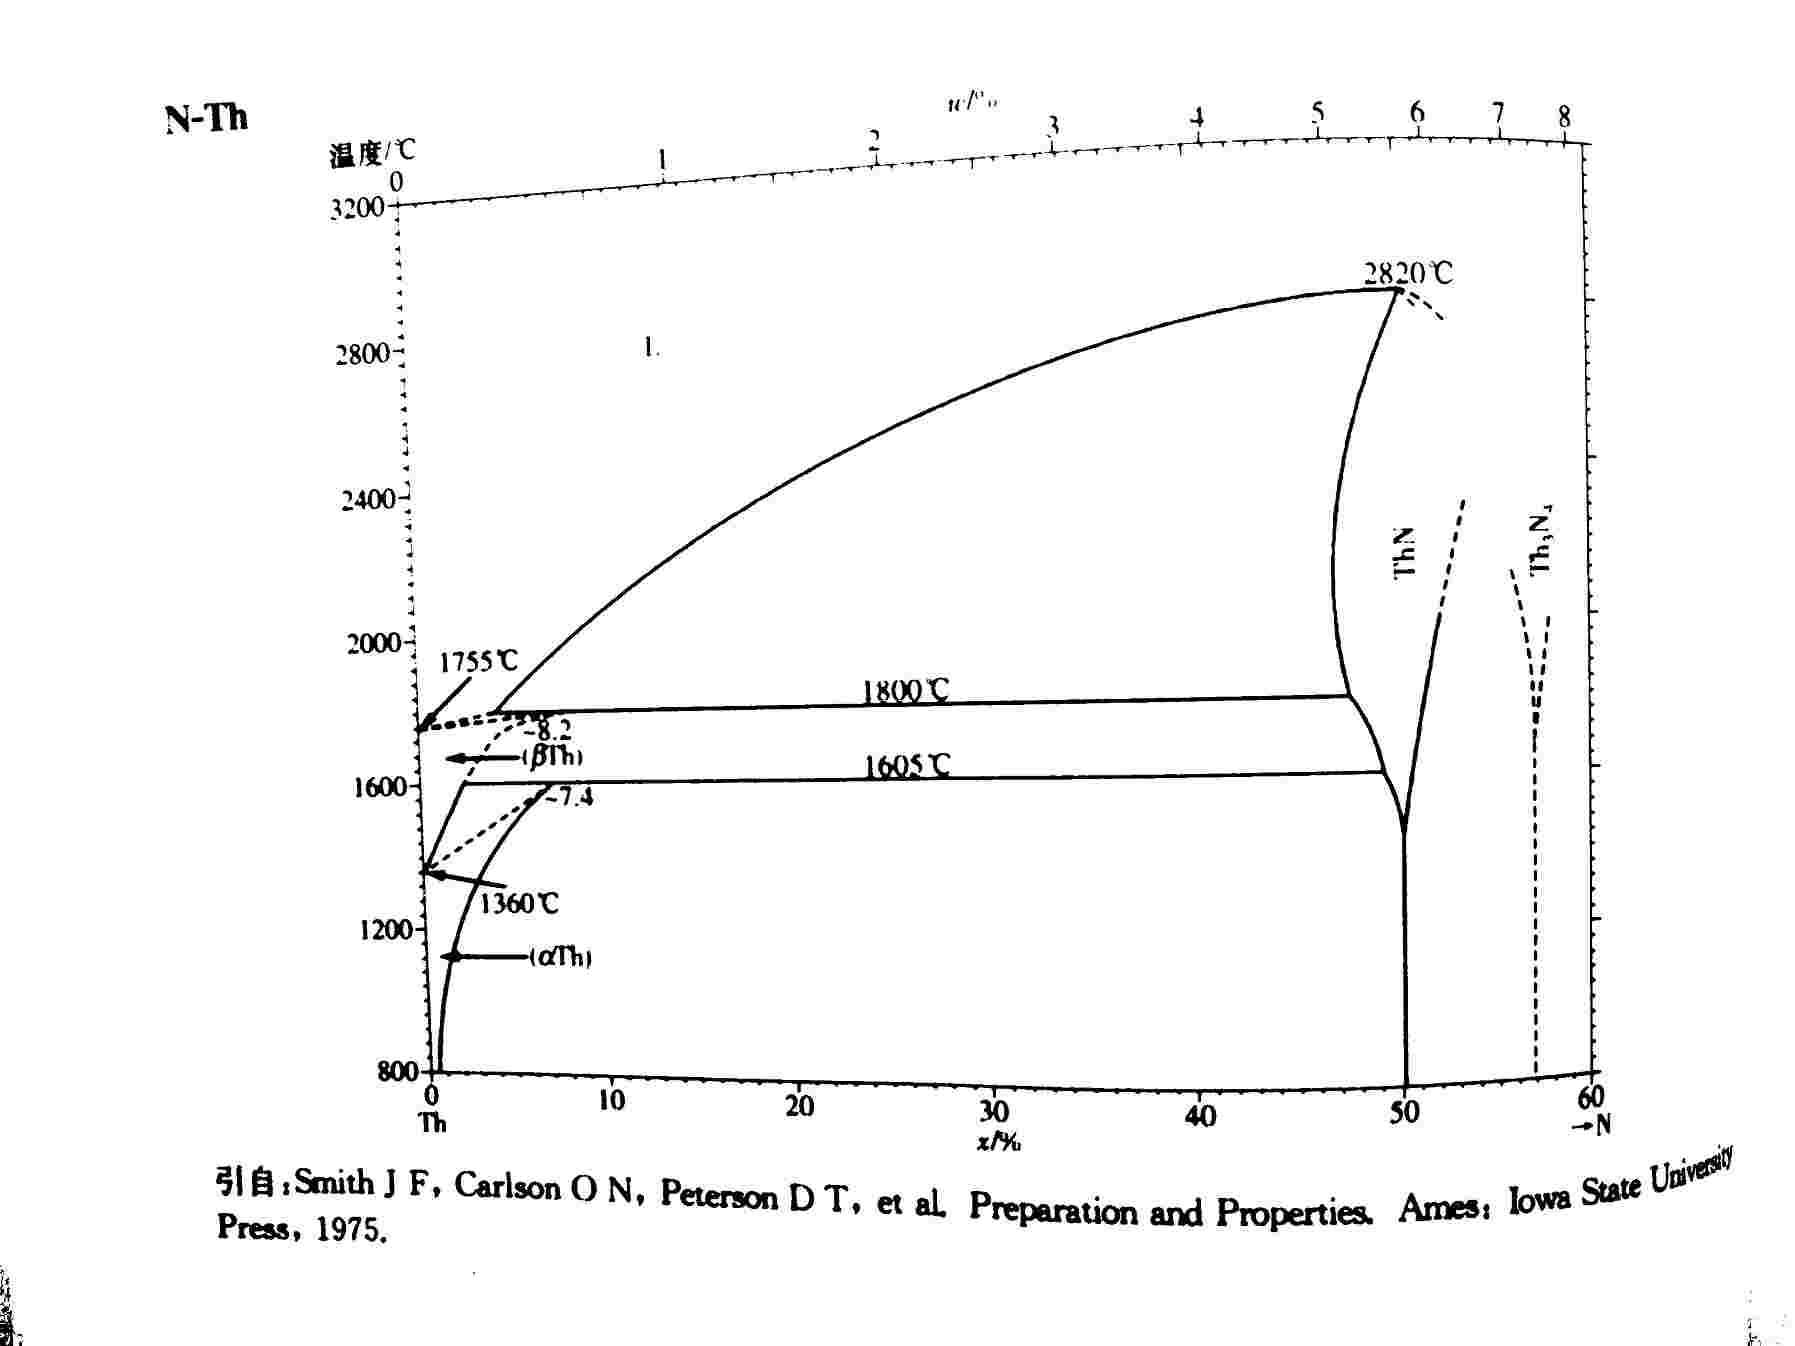 N-Th
w/%
温度/℃
0 1 2 3 4 5 6 7 8
3200
2820℃
2800
L
2400
ThN
Th₃N₄
2000
1755℃
1800℃
~8.2
(βTh)
1605℃
1600
~7.4
1360℃
1200
(αTh)
800
0 10 20 30 40 50 60
Th
x/%
→N
引自:Smith J F, Carlson O N, Peterson D T, et al. Preparation and Properties. Ames: Iowa State University
Press, 1975.